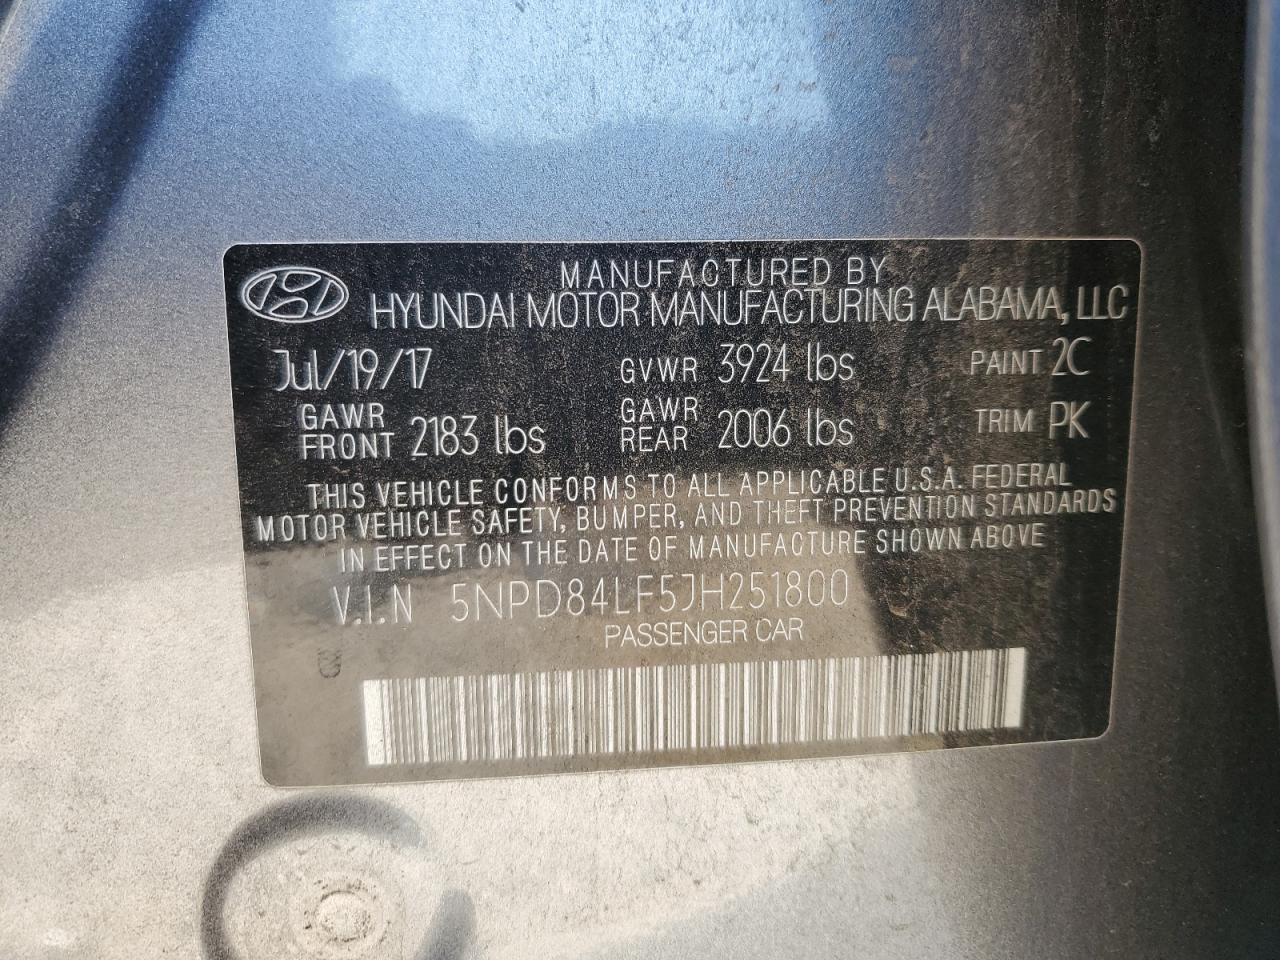 MANUFACTURED BY
HYUNDAI MOTOR MANUFACTURING ALABAMA, LLC
Jul/19/17 GVWR 3924 lbs PAINT 2C
GAWR FRONT 2183 lbs GAWR REAR 2006 lbs TRIM PK
THIS VEHICLE CONFORMS TO ALL APPLICABLE U.S.A. FEDERAL
MOTOR VEHICLE SAFETY, BUMPER, AND THEFT PREVENTION STANDARDS
IN EFFECT ON THE DATE OF MANUFACTURE SHOWN ABOVE
V.I.N 5NPD84LF5JH251800
PASSENGER CAR